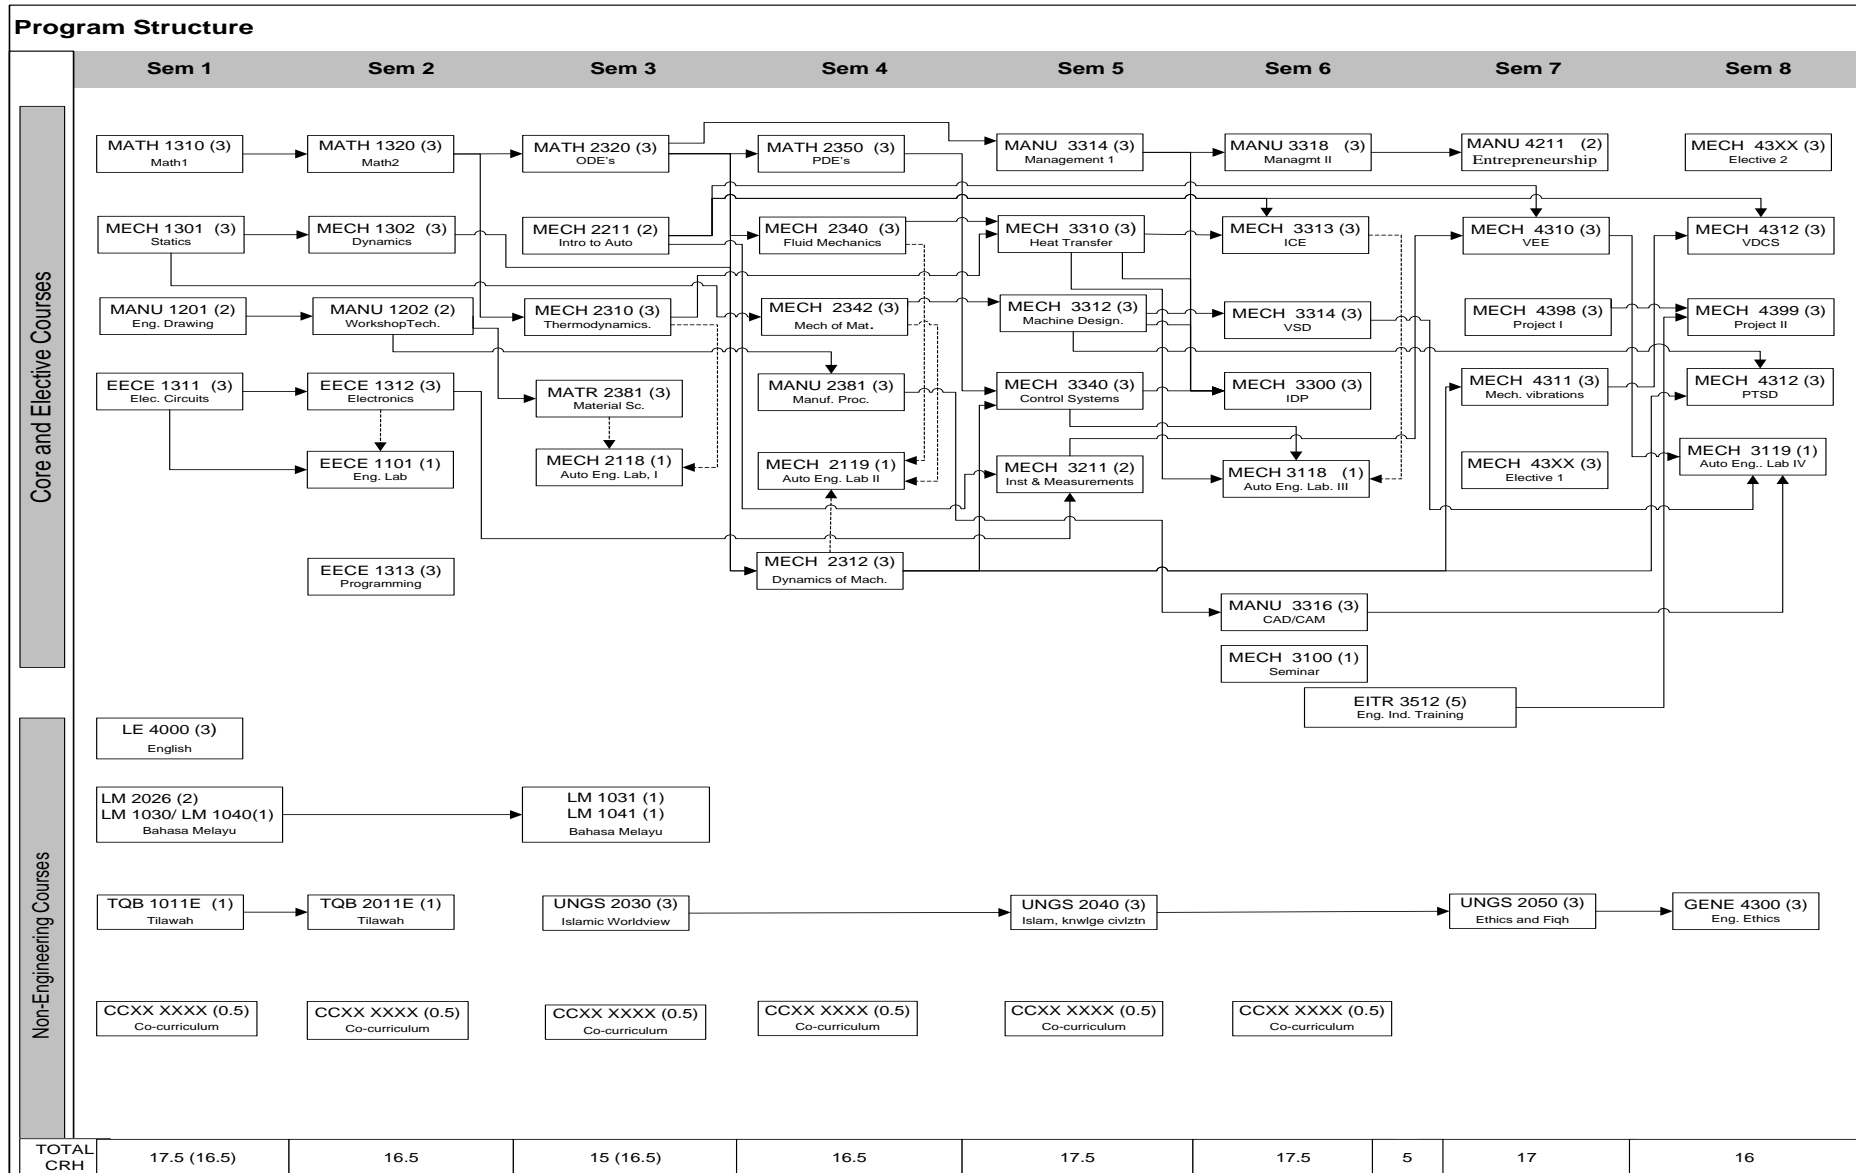 Program Structure
Sem 1
Sem 2
Sem 3
Sem 4
Sem 5
Sem 6
Sem 7
Sem 8
Core and Elective Courses
MATH 1310 (3)
Math1
MATH 1320 (3)
Math2
MATH 2320 (3)
ODE's
MATH 2350 (3)
PDE's
MANU 3314 (3)
Management 1
MANU 3318 (3)
Managmt II
MANU 4211 (2)
Entrepreneurship
MECH 43XX (3)
Elective 2
MECH 1301 (3)
Statics
MECH 1302 (3)
Dynamics
MECH 2211 (2)
Intro to Auto
MECH 2340 (3)
Fluid Mechanics
MECH 3310 (3)
Heat Transfer
MECH 3313 (3)
ICE
MECH 4310 (3)
VEE
MECH 4312 (3)
VDCS
MANU 1201 (2)
Eng. Drawing
MANU 1202 (2)
WorkshopTech.
MECH 2310 (3)
Thermodynamics.
MECH 2342 (3)
Mech of Mat.
MECH 3312 (3)
Machine Design.
MECH 3314 (3)
VSD
MECH 4398 (3)
Project I
MECH 4399 (3)
Project II
EECE 1311 (3)
Elec. Circuits
EECE 1312 (3)
Electronics
MATR 2381 (3)
Material Sc.
MANU 2381 (3)
Manuf. Proc.
MECH 3340 (3)
Control Systems
MECH 3300 (3)
IDP
MECH 4311 (3)
Mech. vibrations
MECH 4312 (3)
PTSD
EECE 1101 (1)
Eng. Lab
MECH 2118 (1)
Auto Eng. Lab, I
MECH 2119 (1)
Auto Eng. Lab II
MECH 3211 (2)
Inst & Measurements
MECH 3118 (1)
Auto Eng. Lab. III
MECH 43XX (3)
Elective 1
MECH 3119 (1)
Auto Eng.. Lab IV
EECE 1313 (3)
Programming
MECH 2312 (3)
Dynamics of Mach.
MANU 3316 (3)
CAD/CAM
MECH 3100 (1)
Seminar
EITR 3512 (5)
Eng. Ind. Training
Non-Engineering Courses
LE 4000 (3)
English
LM 2026 (2)
LM 1030/ LM 1040(1)
Bahasa Melayu
LM 1031 (1)
LM 1041 (1)
Bahasa Melayu
TQB 1011E (1)
Tilawah
TQB 2011E (1)
Tilawah
UNGS 2030 (3)
Islamic Worldview
UNGS 2040 (3)
Islam, knwlge civlztn
UNGS 2050 (3)
Ethics and Fiqh
GENE 4300 (3)
Eng. Ethics
CCXX XXXX (0.5)
Co-curriculum
CCXX XXXX (0.5)
Co-curriculum
CCXX XXXX (0.5)
Co-curriculum
CCXX XXXX (0.5)
Co-curriculum
CCXX XXXX (0.5)
Co-curriculum
CCXX XXXX (0.5)
Co-curriculum
TOTAL
CRH
17.5 (16.5)
16.5
15 (16.5)
16.5
17.5
17.5
5
17
16